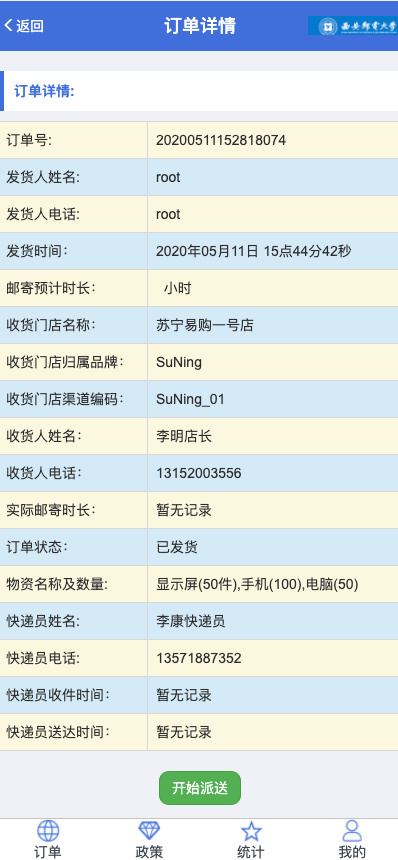 返回
订单详情
西安邮电大学
订单详情:
订单号: 20200511152818074
发货人姓名: root
发货人电话: root
发货时间: 2020年05月11日 15点44分42秒
邮寄预计时长: 小时
收货门店名称: 苏宁易购一号店
收货门店归属品牌: SuNing
收货门店渠道编码: SuNing_01
收货人姓名: 李明店长
收货人电话: 13152003556
实际邮寄时长: 暂无记录
订单状态: 已发货
物资名称及数量: 显示屏(50件),手机(100),电脑(50)
快递员姓名: 李康快递员
快递员电话: 13571887352
快递员收件时间: 暂无记录
快递员送达时间: 暂无记录
开始派送
订单
政策
统计
我的